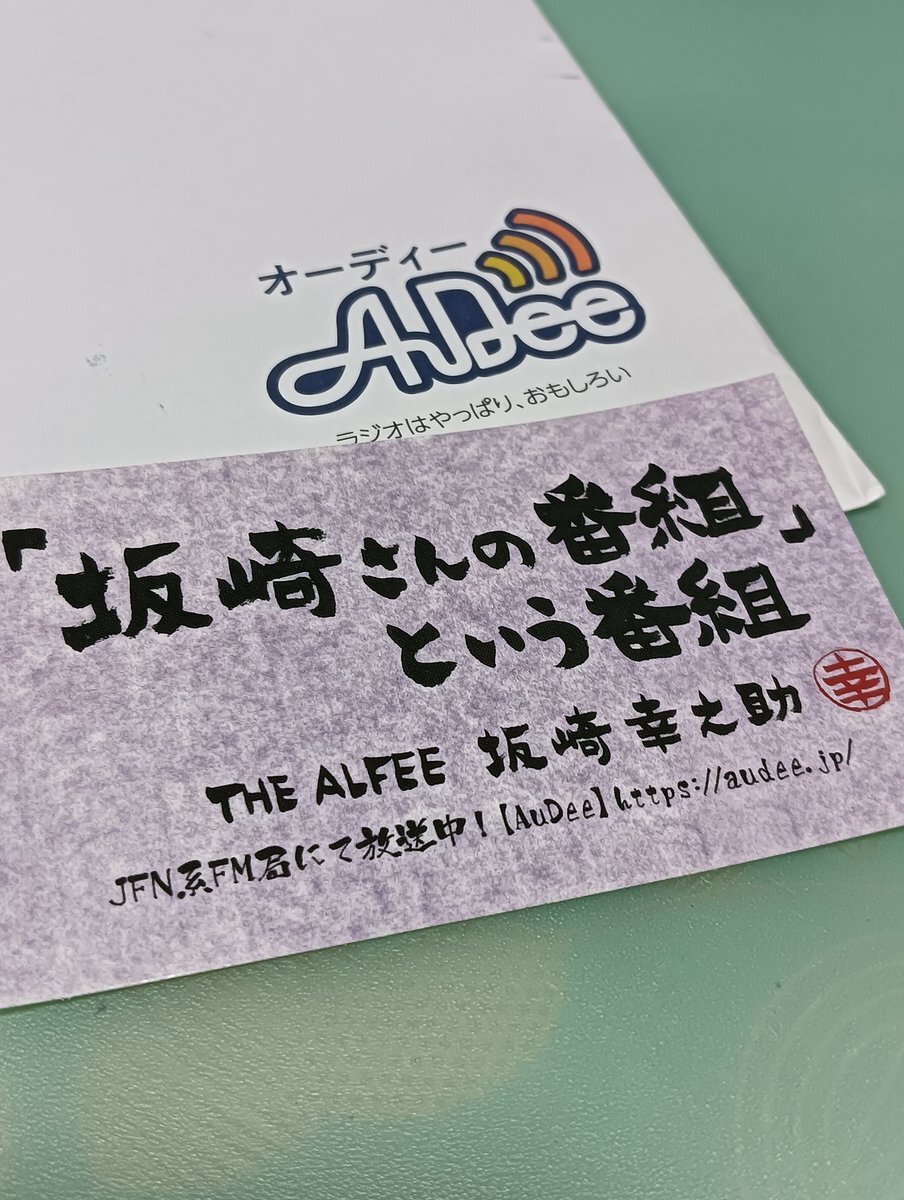 オーディー
AuDee
ラジオはやっぱり、おもしろい
「坂崎さんの番組」
という番組
THE ALFEE 坂崎幸之助 幸
JFN系FM局にて放送中！【AuDee】https://audee.jp/